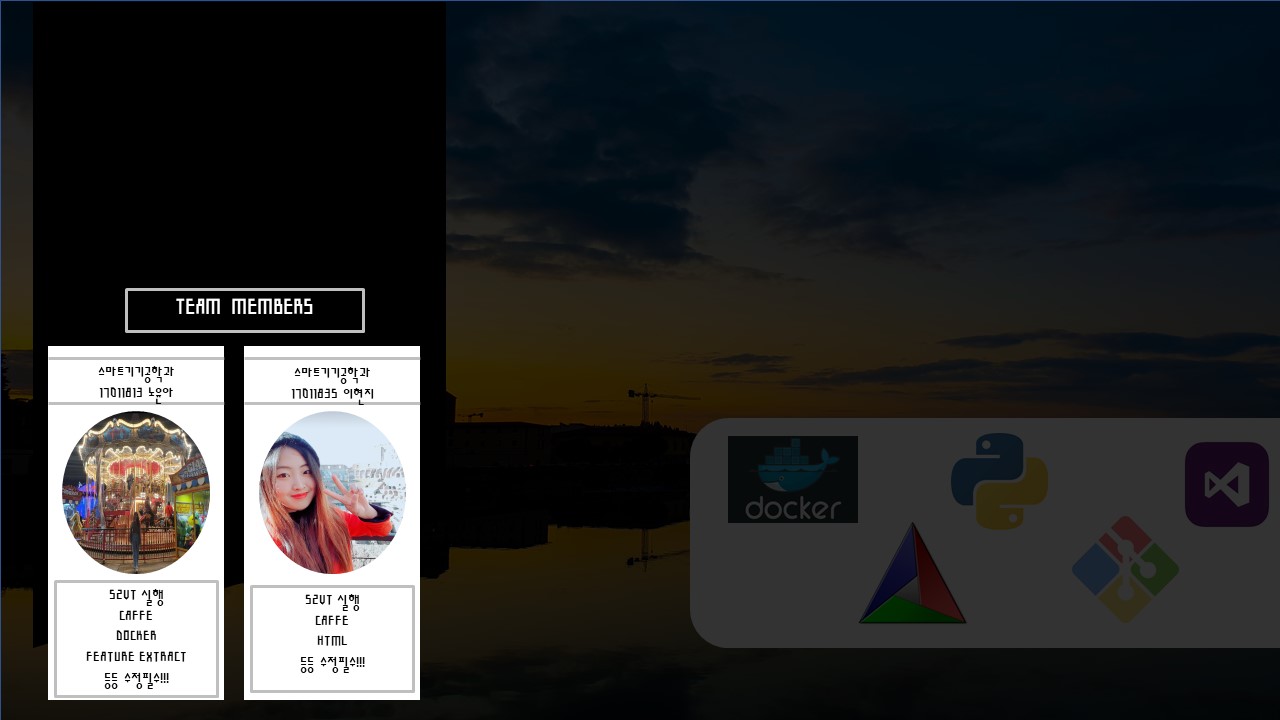 TEAM MEMBERS
스마트기기공학과
17011813 노윤아
S2VT 실행
CAFFE
DOCKER
FEATURE EXTRACT
등등 수정필수!!!
스마트기기공학과
17011835 이현지
S2VT 실행
CAFFE
HTML
등등 수정필수!!!
docker